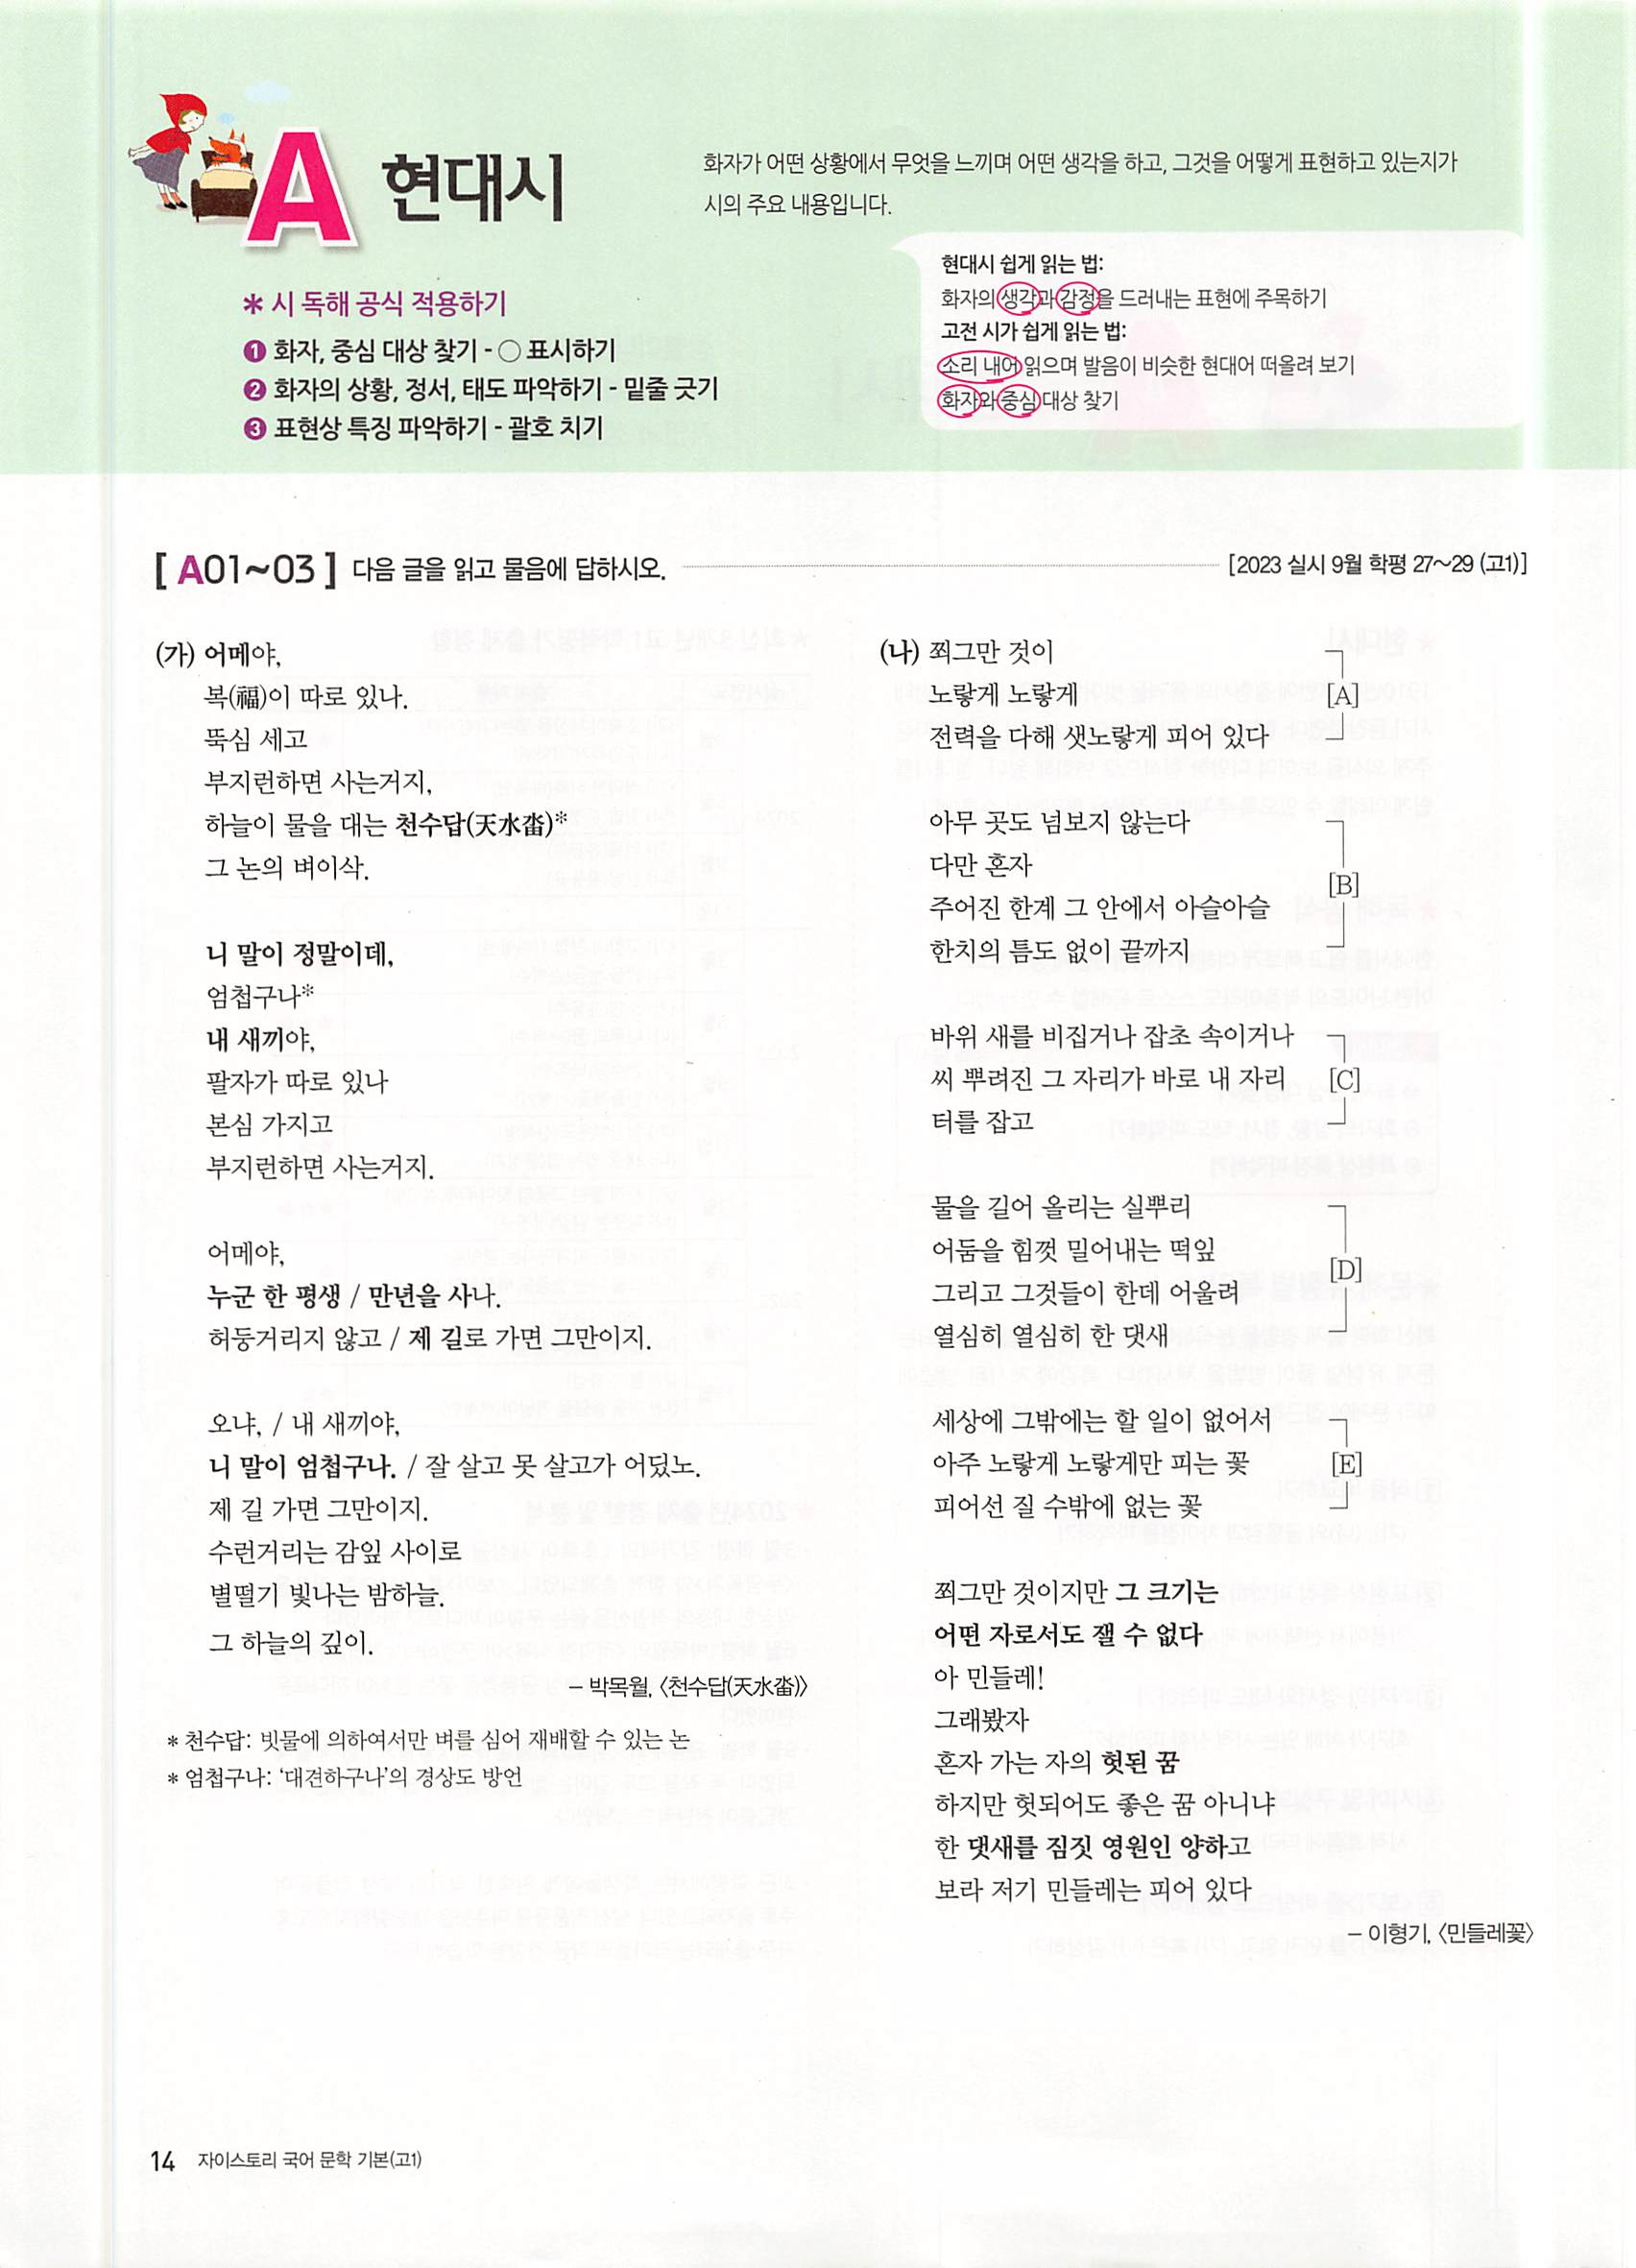 A 현대시
화자가 어떤 상황에서 무엇을 느끼며 어떤 생각을 하고, 그것을 어떻게 표현하고 있는지가
시의 주요 내용입니다.
* 시 독해 공식 적용하기
❶ 화자, 중심 대상 찾기 - ○ 표시하기
❷ 화자의 상황, 정서, 태도 파악하기 - 밑줄 긋기
❸ 표현상 특징 파악하기 - 괄호 치기
현대시 쉽게 읽는 법:
화자의 생각과 감정을 드러내는 표현에 주목하기
고전 시가 쉽게 읽는 법:
소리 내어 읽으며 발음이 비슷한 현대어 떠올려 보기
화자와 중심 대상 찾기
[ A01~03 ] 다음 글을 읽고 물음에 답하시오.
[2023 실시 9월 학평 27~29 (고1)]
(가) 어메야,
복(福)이 따로 있나.
뚝심 세고
부지런하면 사는거지,
하늘이 물을 대는 천수답(天水畓)*
그 논의 벼이삭.
니 말이 정말이데,
엄첩구나*
내 새끼야,
팔자가 따로 있나
본심 가지고
부지런하면 사는거지.
어메야,
누군 한 평생 / 만년을 사나.
허둥거리지 않고 / 제 길로 가면 그만이지.
오냐, / 내 새끼야,
니 말이 엄첩구나. / 잘 살고 못 살고가 어딨노.
제 길 가면 그만이지.
수런거리는 감잎 사이로
별떨기 빛나는 밤하늘.
그 하늘의 깊이.
- 박목월, 〈천수답(天水畓)〉
* 천수답: 빗물에 의하여서만 벼를 심어 재배할 수 있는 논
* 엄첩구나: ‘대견하구나’의 경상도 방언
(나) 쬐그만 것이
노랗게 노랗게
전력을 다해 샛노랗게 피어 있다
[A]
아무 곳도 넘보지 않는다
다만 혼자
주어진 한계 그 안에서 아슬아슬
한치의 틈도 없이 끝까지
[B]
바위 새를 비집거나 잡초 속이거나
씨 뿌려진 그 자리가 바로 내 자리
터를 잡고
[C]
물을 길어 올리는 실뿌리
어둠을 힘껏 밀어내는 떡잎
그리고 그것들이 한데 어울려
열심히 열심히 한 댓새
[D]
세상에 그밖에는 할 일이 없어서
아주 노랗게 노랗게만 피는 꽃
피어선 질 수밖에 없는 꽃
[E]
쬐그만 것이지만 그 크기는
어떤 자로서도 잴 수 없다
아 민들레!
그래봤자
혼자 가는 자의 헛된 꿈
하지만 헛되어도 좋은 꿈 아니냐
한 댓새를 짐짓 영원인 양하고
보라 저기 민들레는 피어 있다
- 이형기, 〈민들레꽃〉
14 자이스토리 국어 문학 기본(고1)